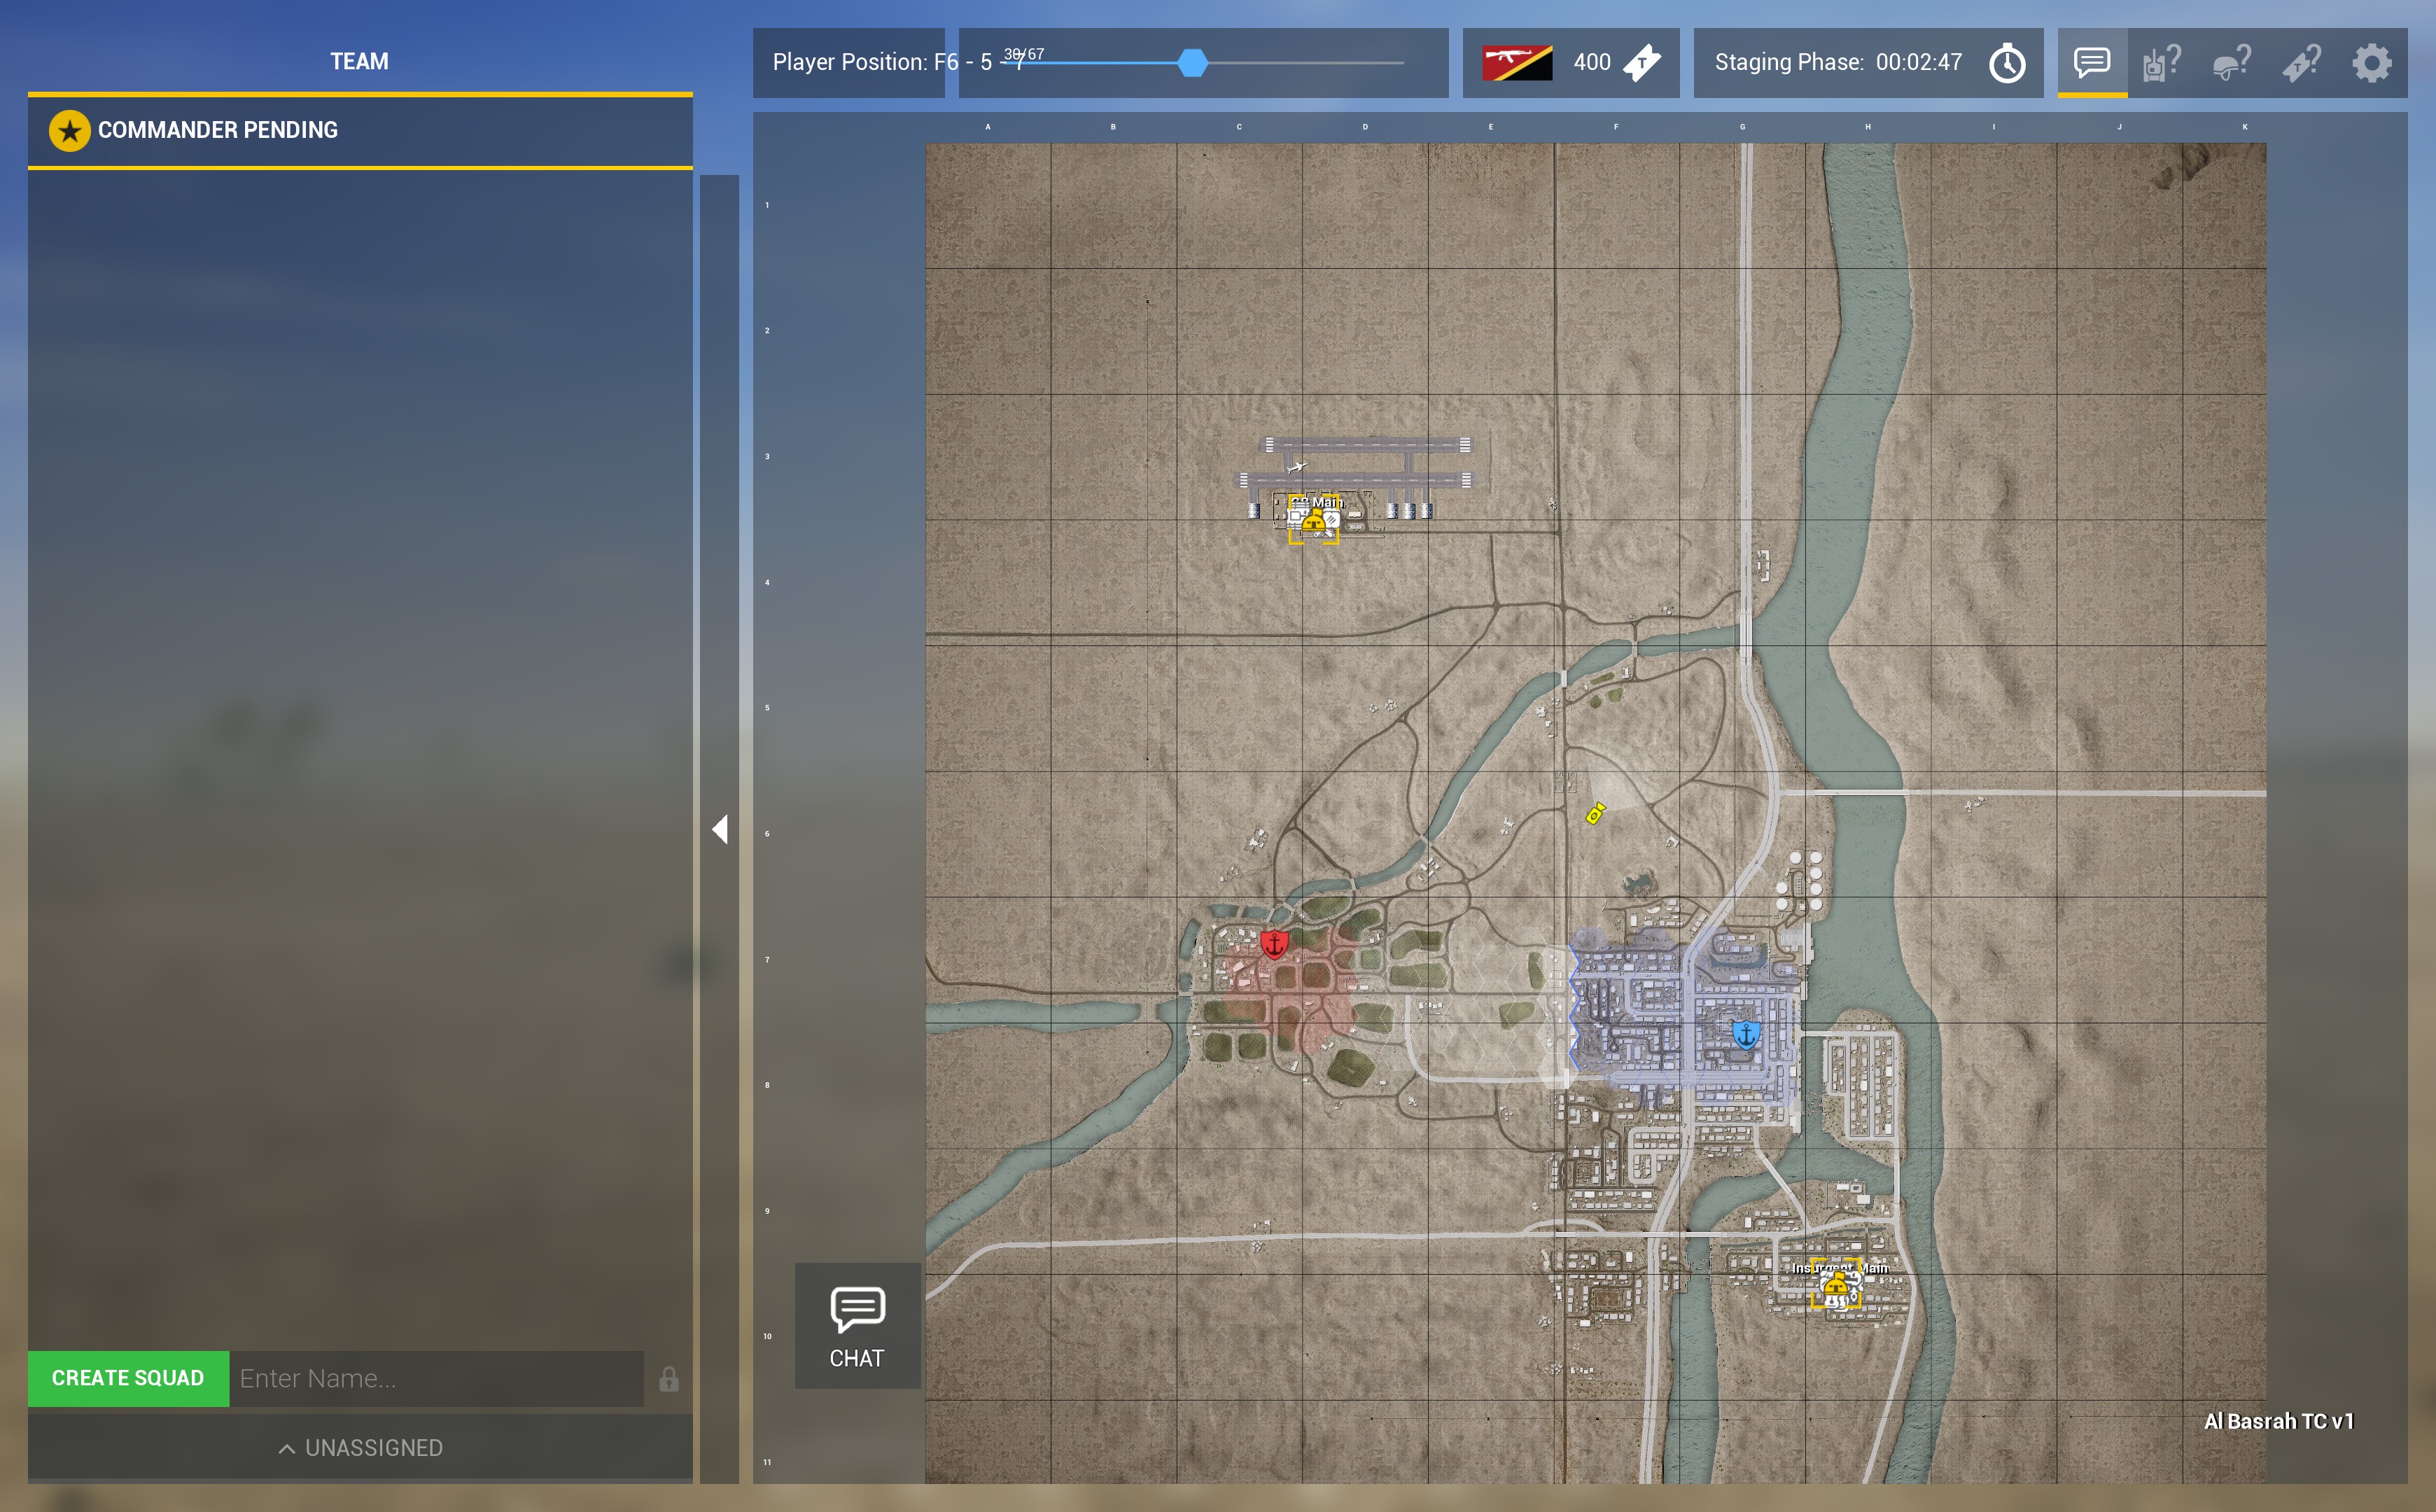 TEAM
COMMANDER PENDING
CREATE SQUAD
Enter Name...
UNASSIGNED
Player Position: F6 - 5 - 7
30/67
400
Staging Phase: 00:02:47
A B C D E F G H I J K
1
2
3
Main
4
5
6
7
8
9
Insurgent Main
10
11
CHAT
Al Basrah TC v1